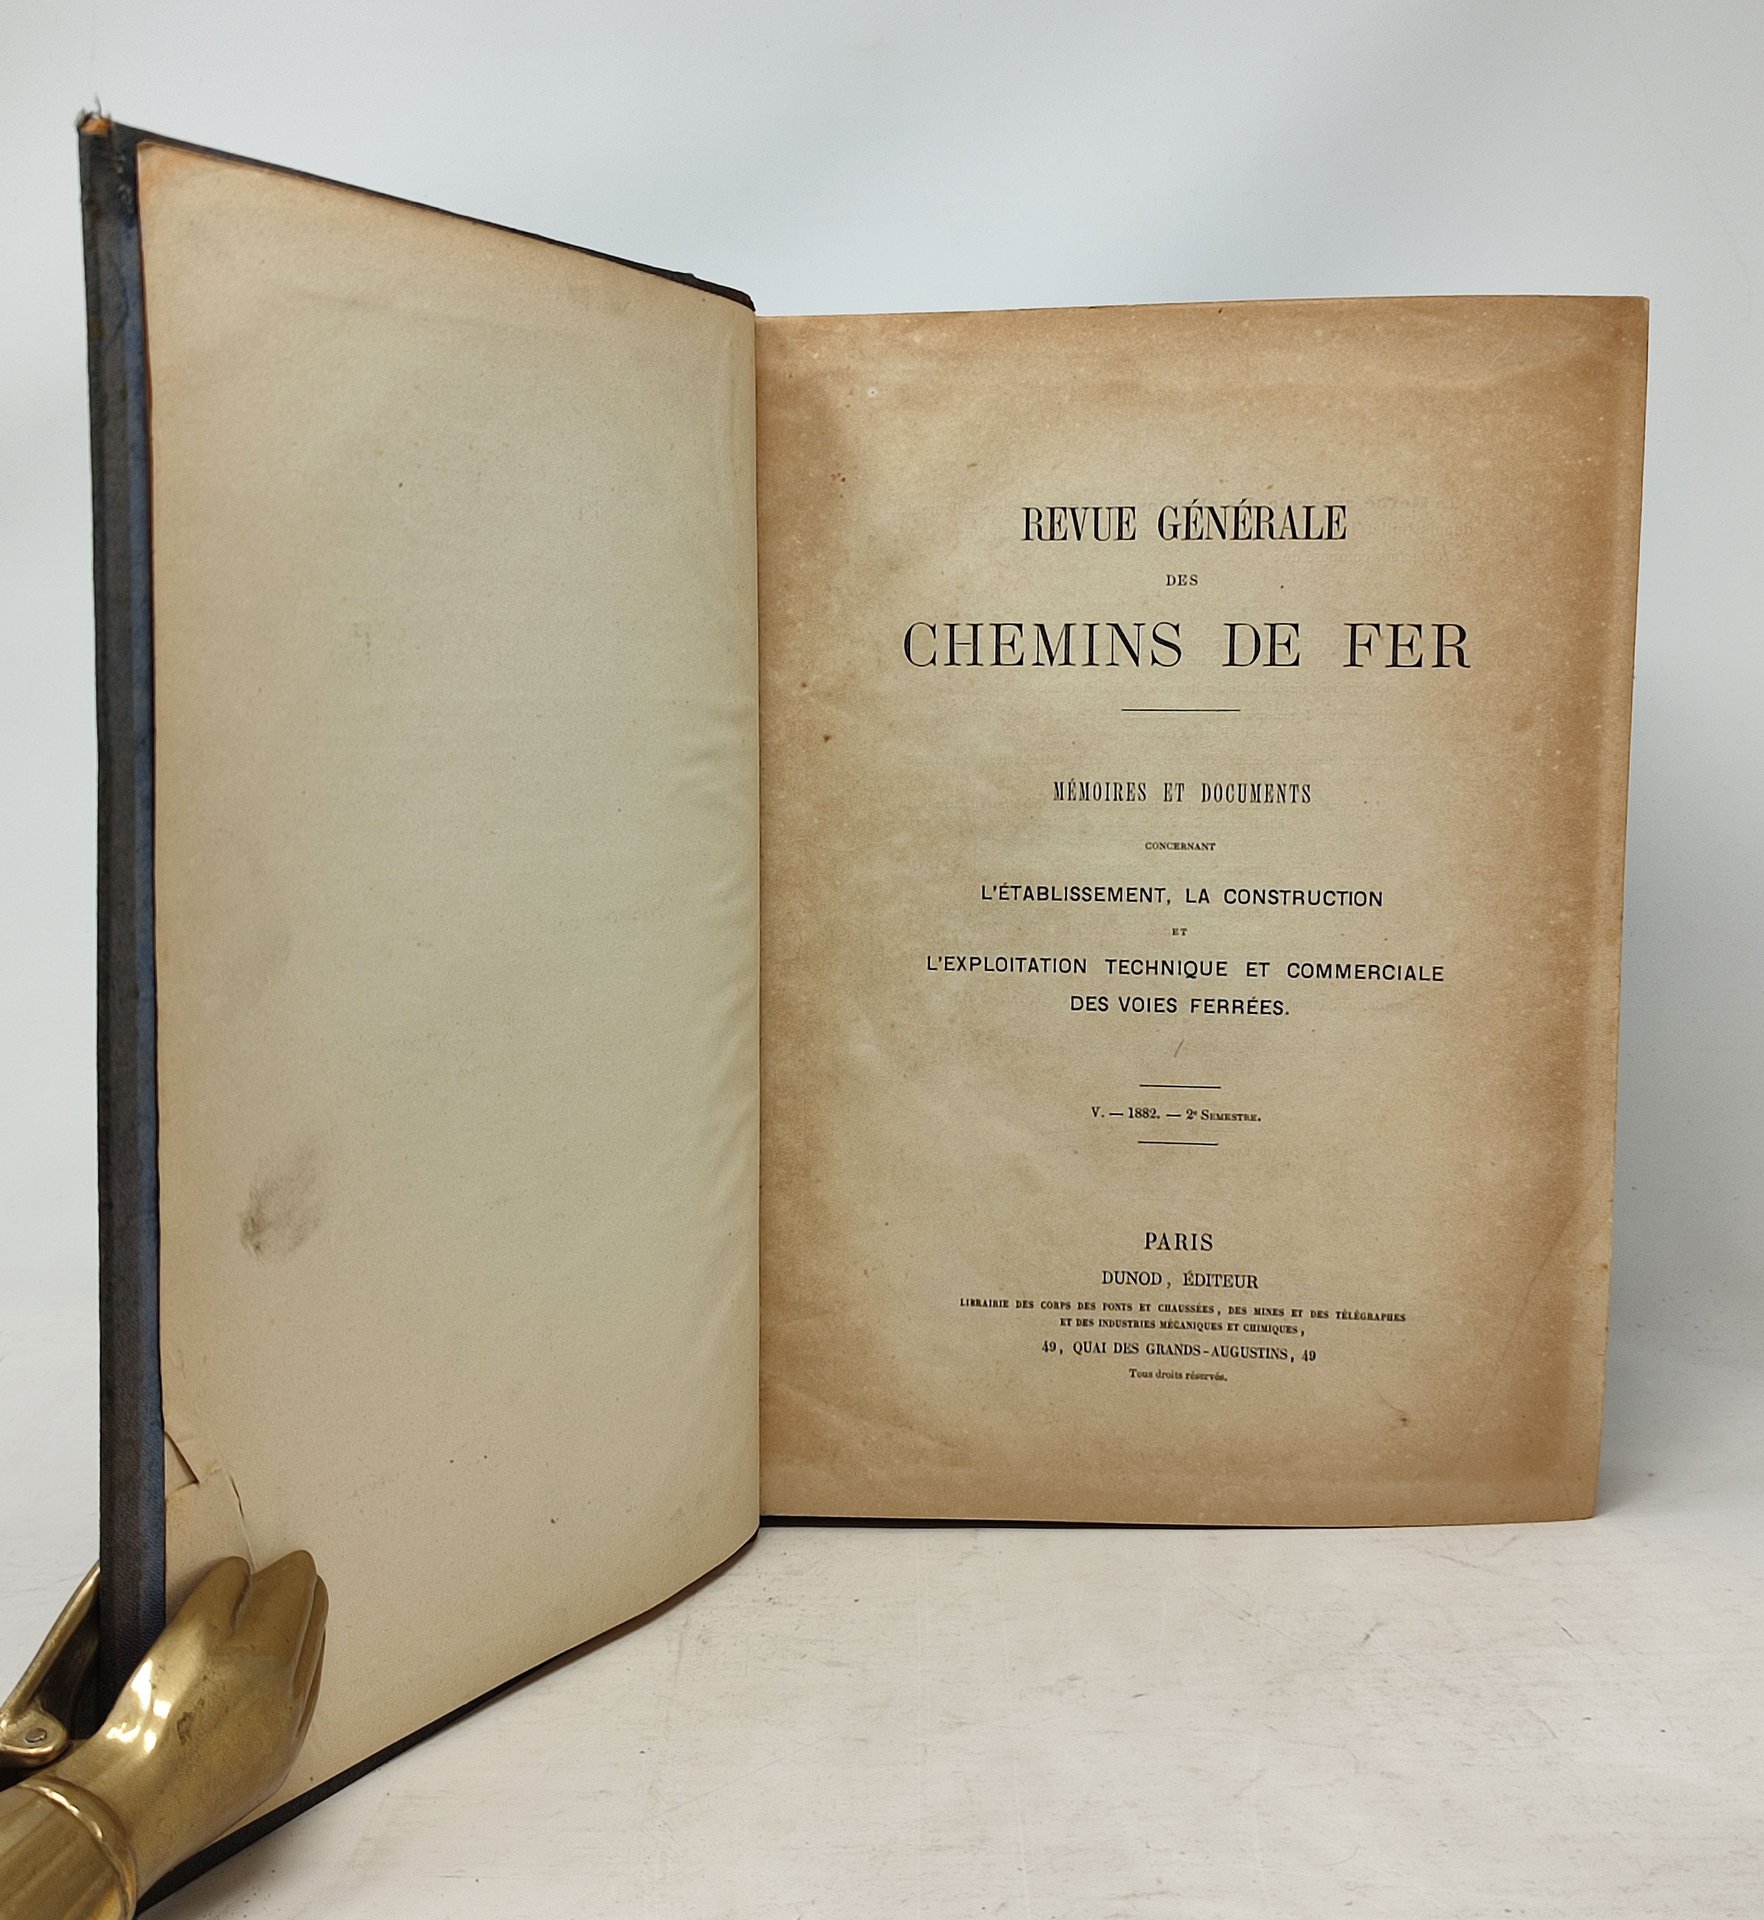 REVUE GÉNÉRALE
DES
CHEMINS DE FER
MÉMOIRES ET DOCUMENTS
CONCERNANT
L'ÉTABLISSEMENT, LA CONSTRUCTION
ET
L'EXPLOITATION TECHNIQUE ET COMMERCIALE
DES VOIES FERRÉES.
V. — 1882. — 2e SEMESTRE.
PARIS
DUNOD, ÉDITEUR
LIBRAIRIE DES CORPS DES PONTS ET CHAUSSÉES, DES MINES ET DES TÉLÉGRAPHES
ET DES INDUSTRIES MÉCANIQUES ET CHIMIQUES,
49, QUAI DES GRANDS-AUGUSTINS, 49
Tous droits réservés.